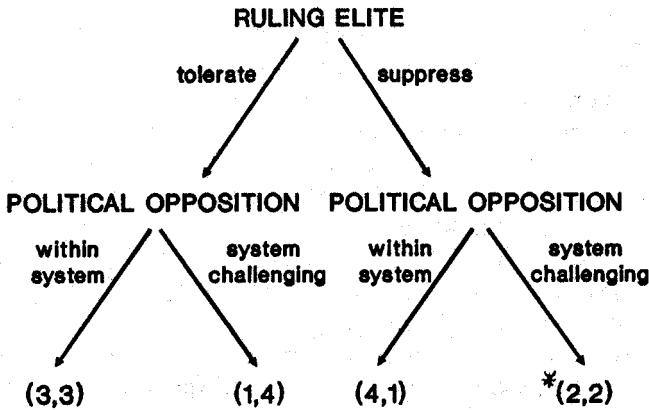 RULING ELITE
tolerate suppress
POLITICAL OPPOSITION POLITICAL OPPOSITION
within system within system
system challenging system challenging
(3,3) (1,4) (4,1) *(2,2)